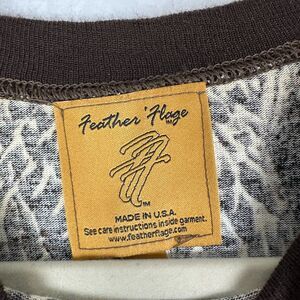 Feather 'Flage
TM
MADE IN U.S.A.
See care instructions inside garment.
www.featherflage.com